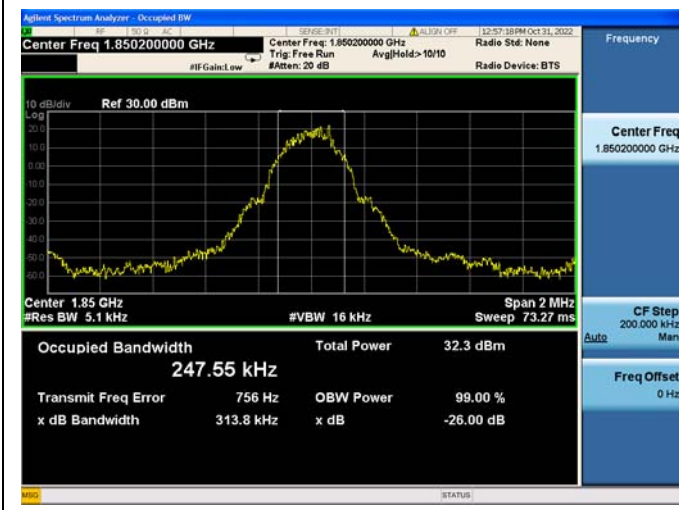 Agilent Spectrum Analyzer - Occupied BW
RF 50 Ω AC SENSE:INT ALIGN OFF 12:57:18 PM Oct 31, 2022
Center Freq 1.850200000 GHz Center Freq: 1.850200000 GHz Radio Std: None
Trig: Free Run Avg|Hold:>10/10
#IFGain:Low #Atten: 20 dB Radio Device: BTS
10 dB/div Ref 30.00 dBm
Log
20.0
10.0
0.00
-10.0
-20.0
-30.0
-40.0
-50.0
-60.0
Center 1.85 GHz Span 2 MHz
#Res BW 5.1 kHz #VBW 16 kHz Sweep 73.27 ms
Occupied Bandwidth Total Power 32.3 dBm
247.55 kHz
Transmit Freq Error 756 Hz OBW Power 99.00 %
x dB Bandwidth 313.8 kHz x dB -26.00 dB
MSG STATUS
Frequency
Center Freq
1.850200000 GHz
CF Step
200.000 kHz
Auto Man
Freq Offset
0 Hz